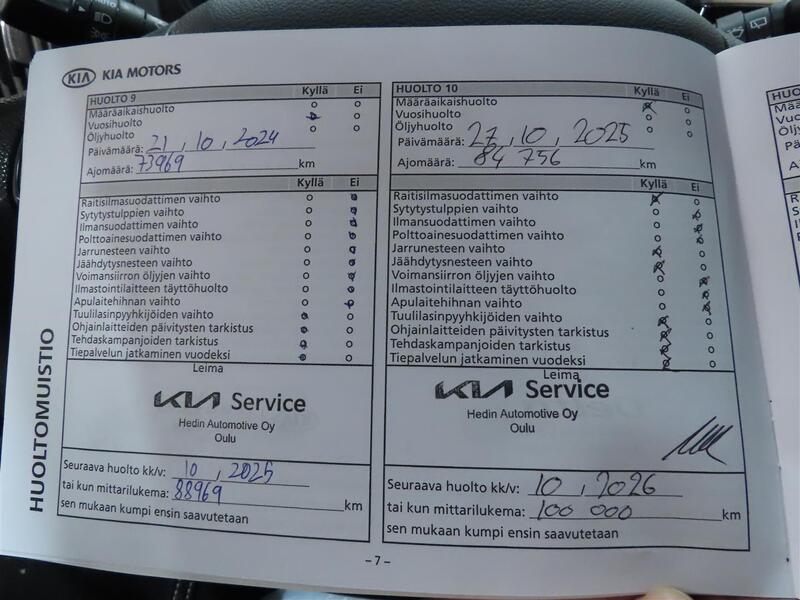 KIA KIA MOTORS
HUOLTOMUISTIO
HUOLTO 9 Kyllä Ei
Määräaikaishuolto o o
Vuosihuolto o o
Öljyhuolto o o
Päivämäärä: 21 , 10 , 2024
Ajomäärä: 73969 km
Kyllä Ei
Raitisilmasuodattimen vaihto o o
Sytytystulppien vaihto o o
Ilmansuodattimen vaihto o o
Polttoainesuodattimen vaihto o o
Jarrunesteen vaihto o o
Jäähdytysnesteen vaihto o o
Voimansiirron öljyjen vaihto o o
Ilmastointilaitteen täyttöhuolto o o
Apulaitehihnan vaihto o o
Tuulilasinpyyhkijöiden vaihto o o
Ohjainlaitteiden päivitysten tarkistus o o
Tehdaskampanjoiden tarkistus o o
Tiepalvelun jatkaminen vuodeksi o o
Leima
KIA Service
Hedin Automotive Oy
Oulu
Seuraava huolto kk/v: 10 , 2025
tai kun mittarilukema: 88969 km
sen mukaan kumpi ensin saavutetaan
HUOLTO 10 Kyllä Ei
Määräaikaishuolto o o
Vuosihuolto o o
Öljyhuolto o o
Päivämäärä: 27 , 10 , 2025
Ajomäärä: 84 756 km
Kyllä Ei
Raitisilmasuodattimen vaihto o o
Sytytystulppien vaihto o o
Ilmansuodattimen vaihto o o
Polttoainesuodattimen vaihto o o
Jarrunesteen vaihto o o
Jäähdytysnesteen vaihto o o
Voimansiirron öljyjen vaihto o o
Ilmastointilaitteen täyttöhuolto o o
Apulaitehihnan vaihto o o
Tuulilasinpyyhkijöiden vaihto o o
Ohjainlaitteiden päivitysten tarkistus o o
Tehdaskampanjoiden tarkistus o o
Tiepalvelun jatkaminen vuodeksi o o
Leima
KIA Service
Hedin Automotive Oy
Oulu
Seuraava huolto kk/v: 10 , 2026
tai kun mittarilukema: 100 000 km
sen mukaan kumpi ensin saavutetaan
- 7 -